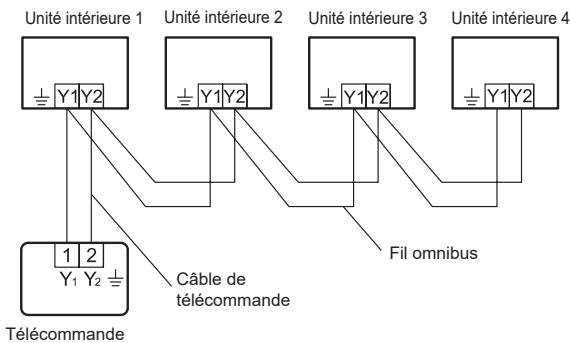 Unité intérieure 1 Unité intérieure 2 Unité intérieure 3 Unité intérieure 4
Y1 Y2 Y1 Y2 Y1 Y2 Y1 Y2
Fil omnibus
1 2
Y1 Y2
Câble de
télécommande
Télécommande